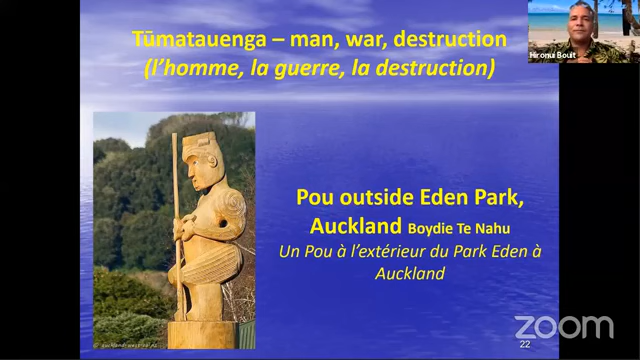 Tūmatauenga – man, war, destruction
(l'homme, la guerre, la destruction)
Hironui Bouit
Pou outside Eden Park,
Auckland Boydie Te Nahu
Un Pou à l'extérieur du Park Eden à
Auckland
zoom
22